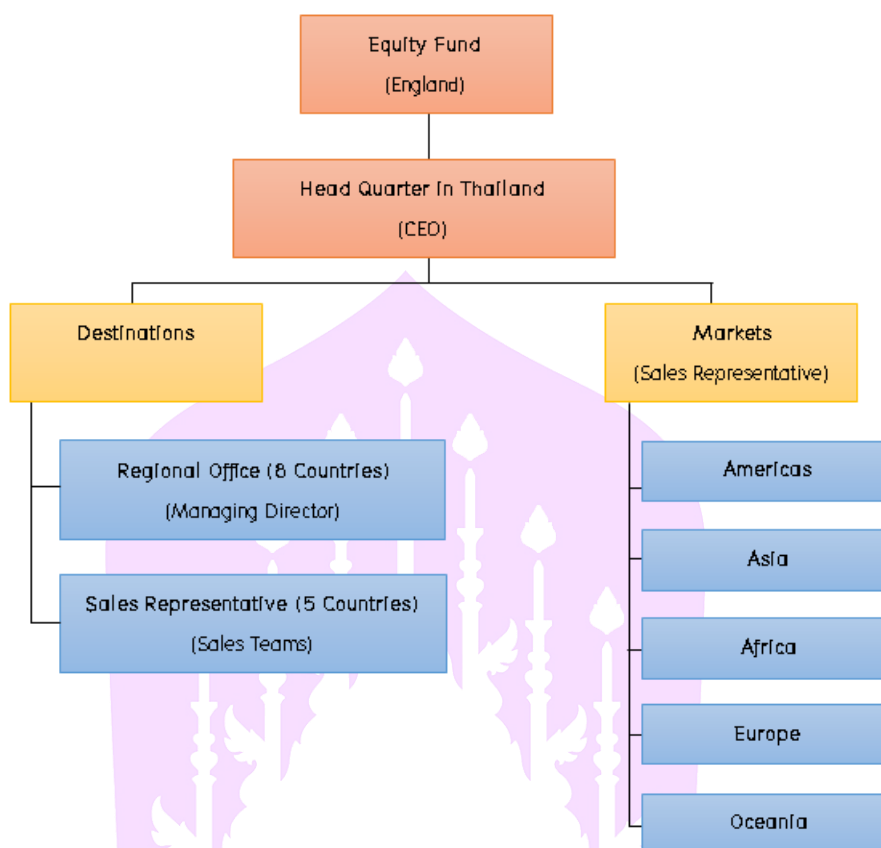 Equity Fund
(England)
Head Quarter in Thailand
(CEO)
Destinations
Markets
(Sales Representative)
Regional Office (8 Countries)
(Managing Director)
Sales Representative (5 Countries)
(Sales Teams)
Americas
Asia
Africa
Europe
Oceania